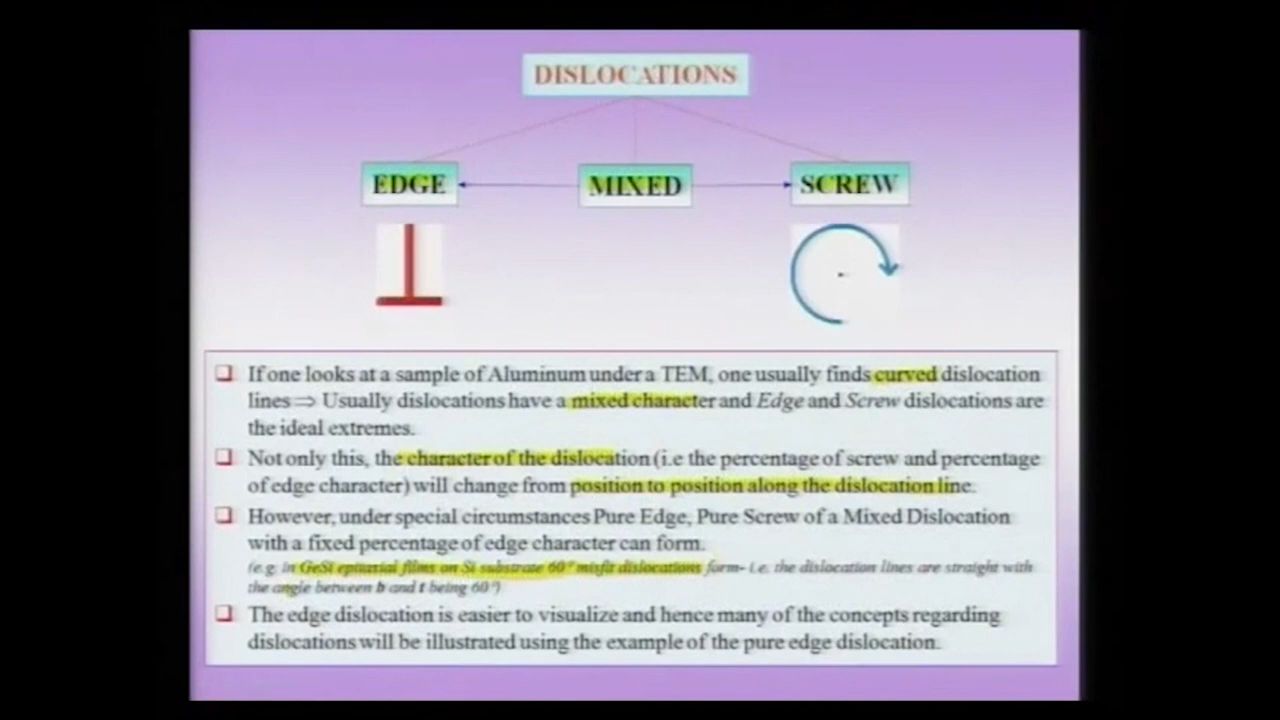 DISLOCATIONS
EDGE MIXED SCREW
If one looks at a sample of Aluminum under a TEM, one usually finds curved dislocation
lines ⇒ Usually dislocations have a mixed character and Edge and Screw dislocations are
the ideal extremes.
Not only this, the character of the dislocation (i.e the percentage of screw and percentage
of edge character) will change from position to position along the dislocation line.
However, under special circumstances Pure Edge, Pure Screw of a Mixed Dislocation
with a fixed percentage of edge character can form.
(e.g. in GeSi epitaxial films on Si substrate 60° misfit dislocations form- i.e. the dislocation lines are straight with
the angle between b and t being 60°)
The edge dislocation is easier to visualize and hence many of the concepts regarding
dislocations will be illustrated using the example of the pure edge dislocation.